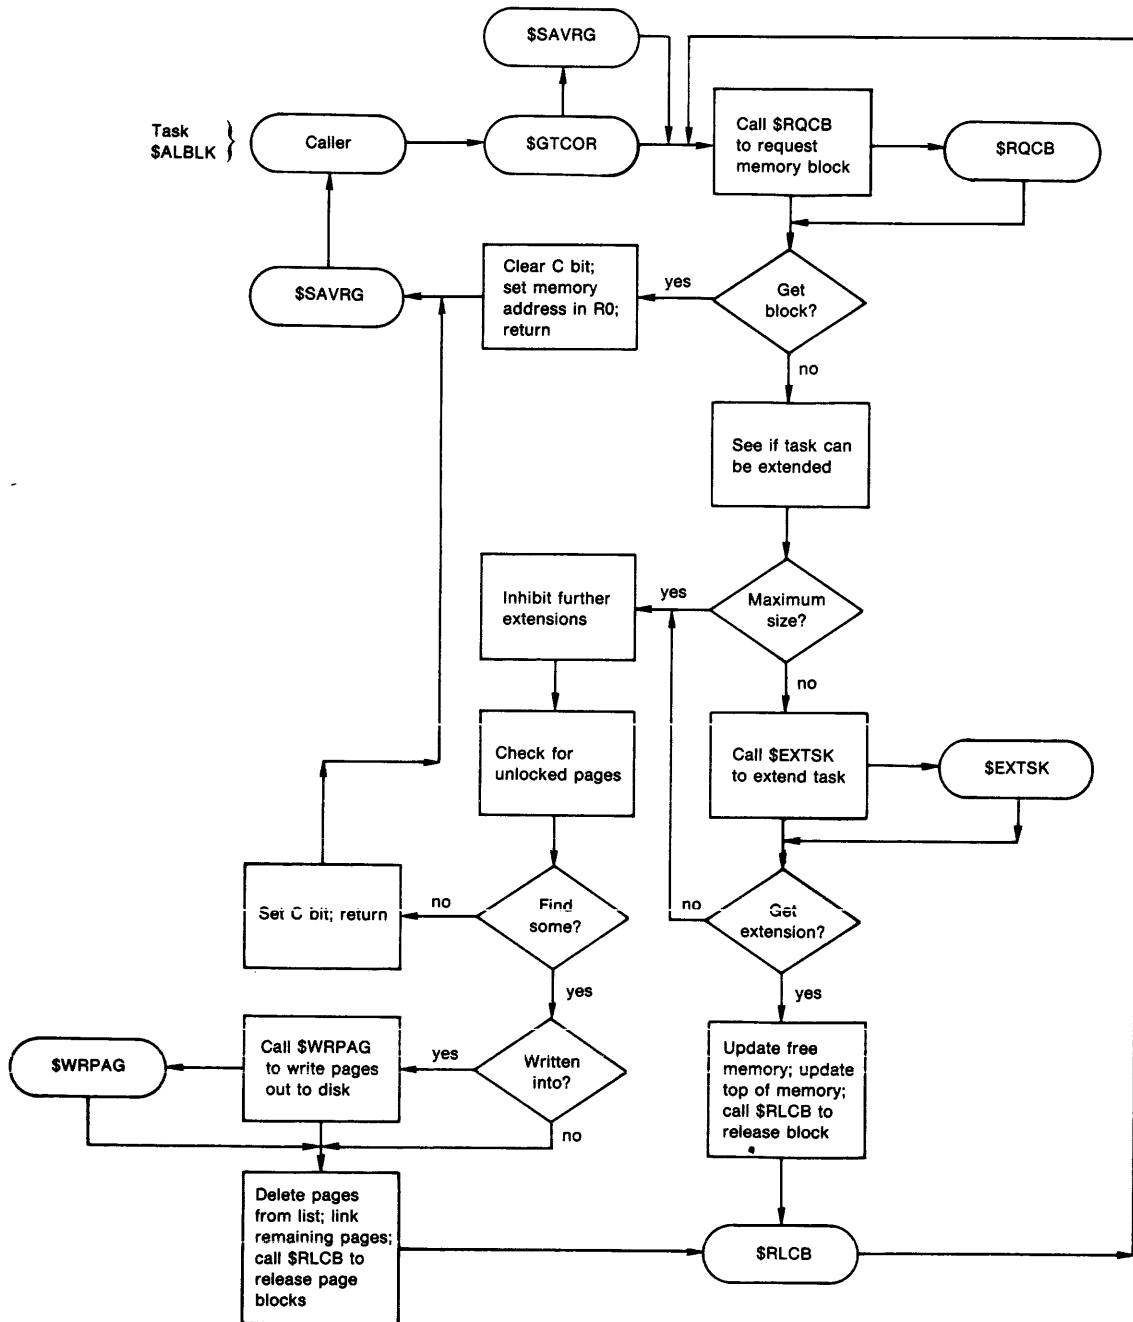 $SAVRG
Task
$ALBLK
Caller
$GTCOR
Call $RQCB
to request
memory block
$RQCB
$SAVRG
Clear C bit;
set memory
address in R0;
return
yes
Get
block?
no
See if task can
be extended
Inhibit further
extensions
yes
Maximum
size?
no
Check for
unlocked pages
Call $EXTSK
to extend task
$EXTSK
Set C bit; return
no
Find
some?
no
Get
extension?
yes
yes
$WRPAG
Call $WRPAG
to write pages
out to disk
yes
Written
into?
no
Update free
memory; update
top of memory;
call $RLCB to
release block
Delete pages
from list; link
remaining pages;
call $RLCB to
release page
blocks
$RLCB